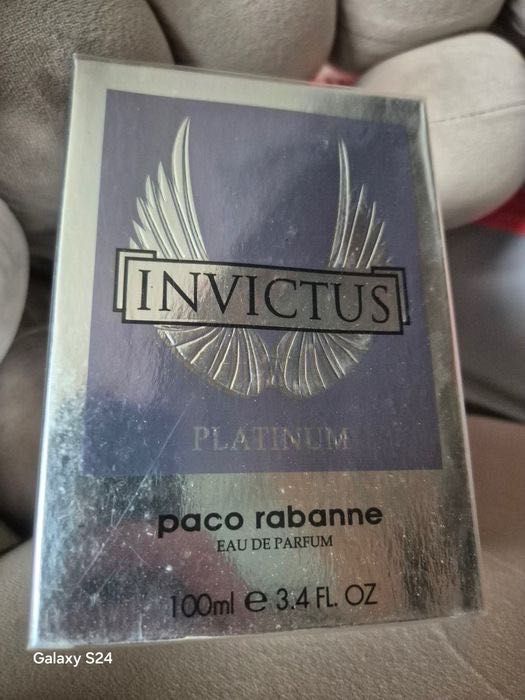 INVICTUS
PLATINUM
paco rabanne
EAU DE PARFUM
100ml e 3.4 FL. OZ
Galaxy S24